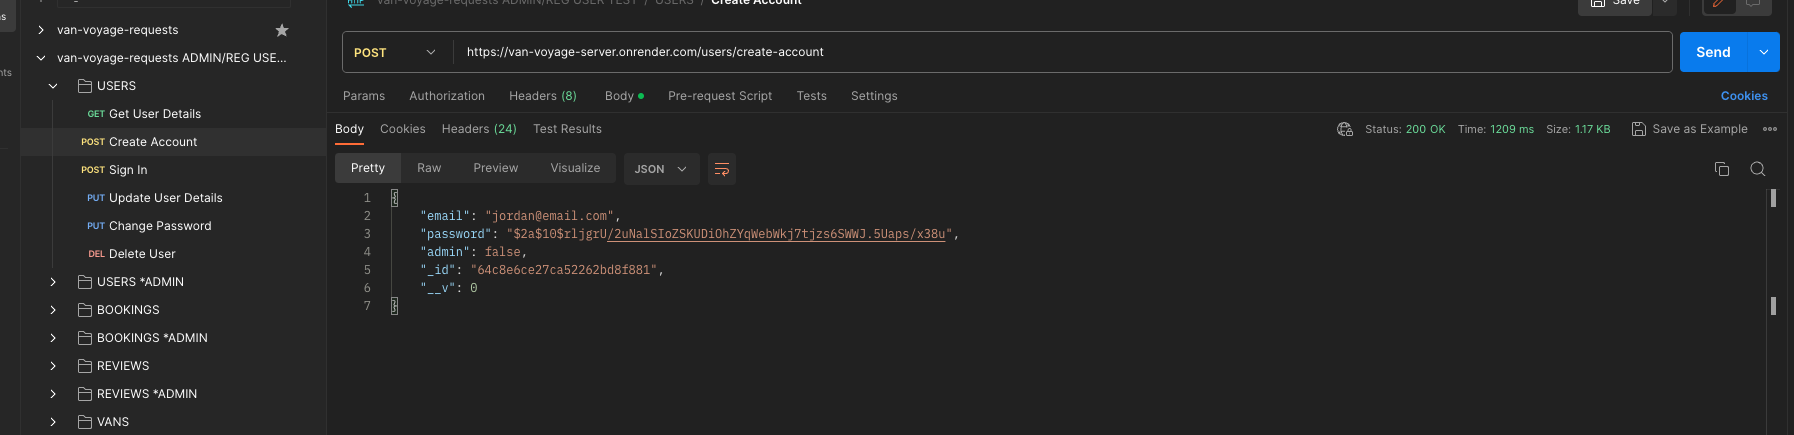 van-voyage-requests ADMIN/REG USER TEST / USERS / Create Account
Save
ns
nts
van-voyage-requests
van-voyage-requests ADMIN/REG USE...
USERS
GET Get User Details
POST Create Account
POST Sign In
PUT Update User Details
PUT Change Password
DEL Delete User
USERS *ADMIN
BOOKINGS
BOOKINGS *ADMIN
REVIEWS
REVIEWS *ADMIN
VANS
POST
https://van-voyage-server.onrender.com/users/create-account
Send
Params Authorization Headers (8) Body Pre-request Script Tests Settings Cookies
Body Cookies Headers (24) Test Results
Status: 200 OK Time: 1209 ms Size: 1.17 KB Save as Example
Pretty Raw Preview Visualize JSON
1 {
2 "email": "jordan@email.com",
3 "password": "$2a$10$rljgrU/2uNalSIoZSKUDiOhZYqWebWkj7tjzs6SWWJ.5Uaps/x38u",
4 "admin": false,
5 "_id": "64c8e6ce27ca52262bd8f881",
6 "__v": 0
7 }